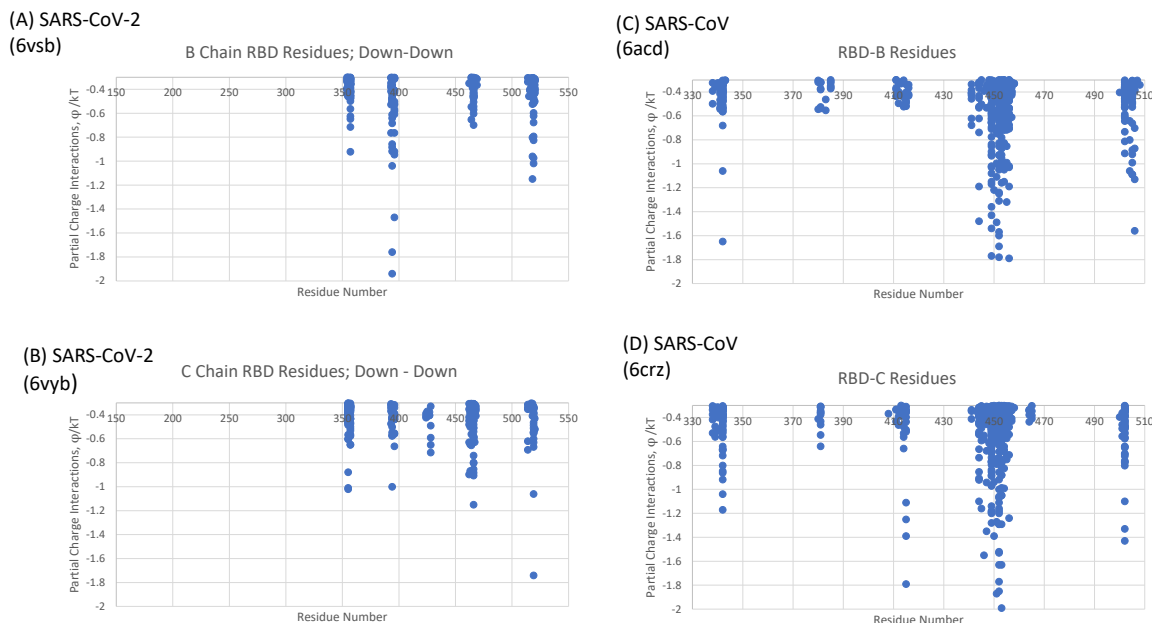 (A) SARS-CoV-2
(6vsb)
B Chain RBD Residues; Down-Down
150 200 250 300 350 400 450 500 550
-0.4
-0.6
-0.8
-1
-1.2
-1.4
-1.6
-1.8
-2
Partial Charge Interactions, φ /kT
Residue Number
(C) SARS-CoV
(6acd)
RBD-B Residues
330 350 370 390 410 430 450 470 490 510
-0.4
-0.6
-0.8
-1
-1.2
-1.4
-1.6
-1.8
-2
Partial Charge Interactions, φ /kT
Residue Number
(B) SARS-CoV-2
(6vyb)
C Chain RBD Residues; Down - Down
150 200 250 300 350 400 450 500 550
-0.4
-0.6
-0.8
-1
-1.2
-1.4
-1.6
-1.8
-2
Partial Charge Interactions, φ/kT
Residue Number
(D) SARS-CoV
(6crz)
RBD-C Residues
330 350 370 390 410 430 450 470 490 510
-0.4
-0.6
-0.8
-1
-1.2
-1.4
-1.6
-1.8
-2
Partial Charge Interactions, φ /kT
Residue Number